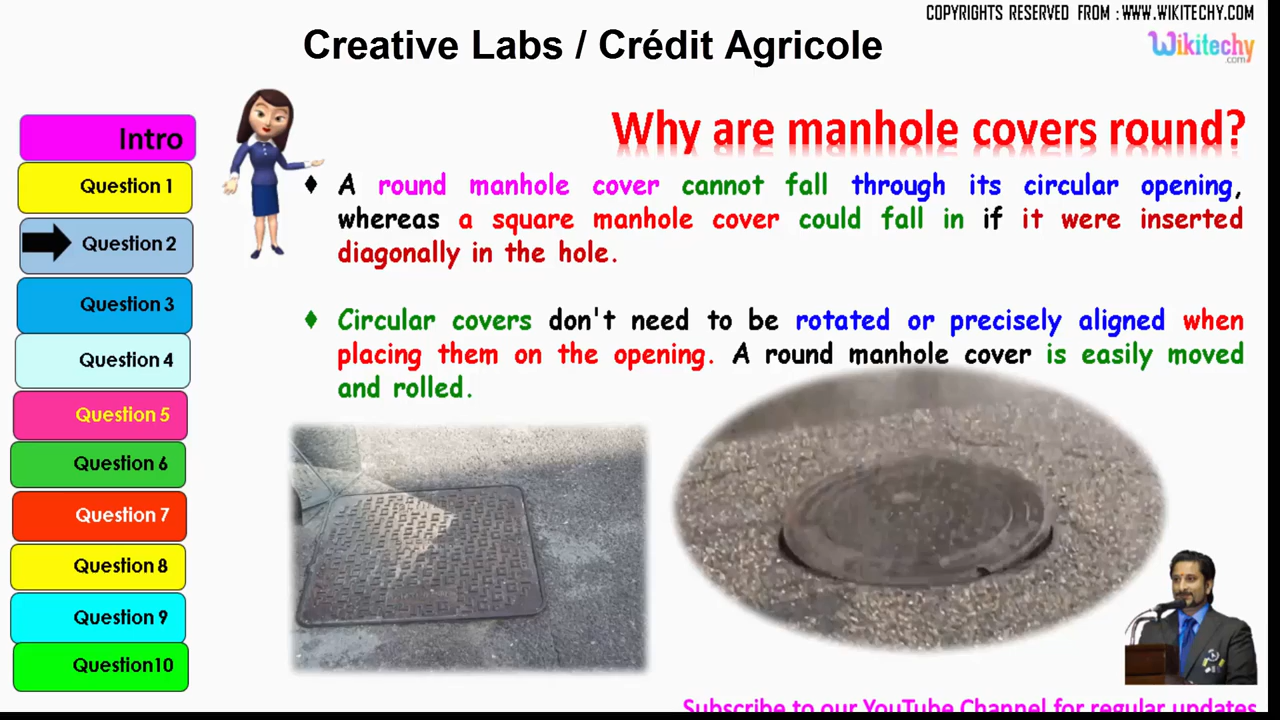 COPYRIGHTS RESERVED FROM : WWW.WIKITECHY.COM
Creative Labs / Crédit Agricole
Wikitechy
.com
Why are manhole covers round?
Intro
Question 1
Question 2
Question 3
Question 4
Question 5
Question 6
Question 7
Question 8
Question 9
Question10
♦ A round manhole cover cannot fall through its circular opening,
whereas a square manhole cover could fall in if it were inserted
diagonally in the hole.
♦ Circular covers don't need to be rotated or precisely aligned when
placing them on the opening. A round manhole cover is easily moved
and rolled.
Subscribe to our YouTube Channel for regular updates